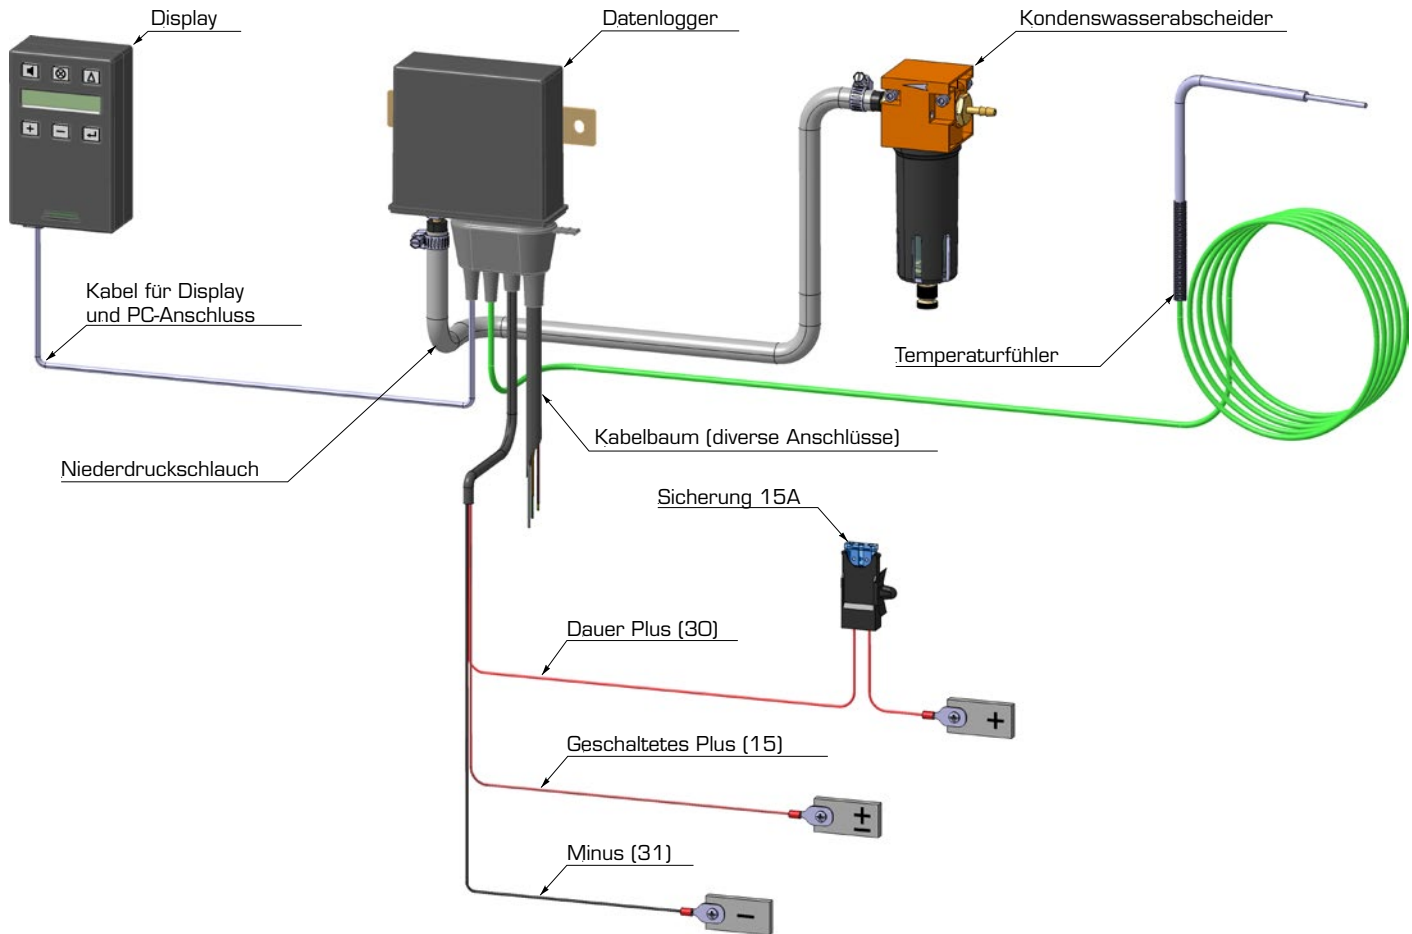 Display
Datenlogger
Kondenswasserabscheider
Kabel für Display
und PC-Anschluss
Temperaturfühler
Kabelbaum (diverse Anschlüsse)
Niederdruckschlauch
Sicherung 15A
Dauer Plus (30)
+
Geschaltetes Plus (15)
±
Minus (31)
−